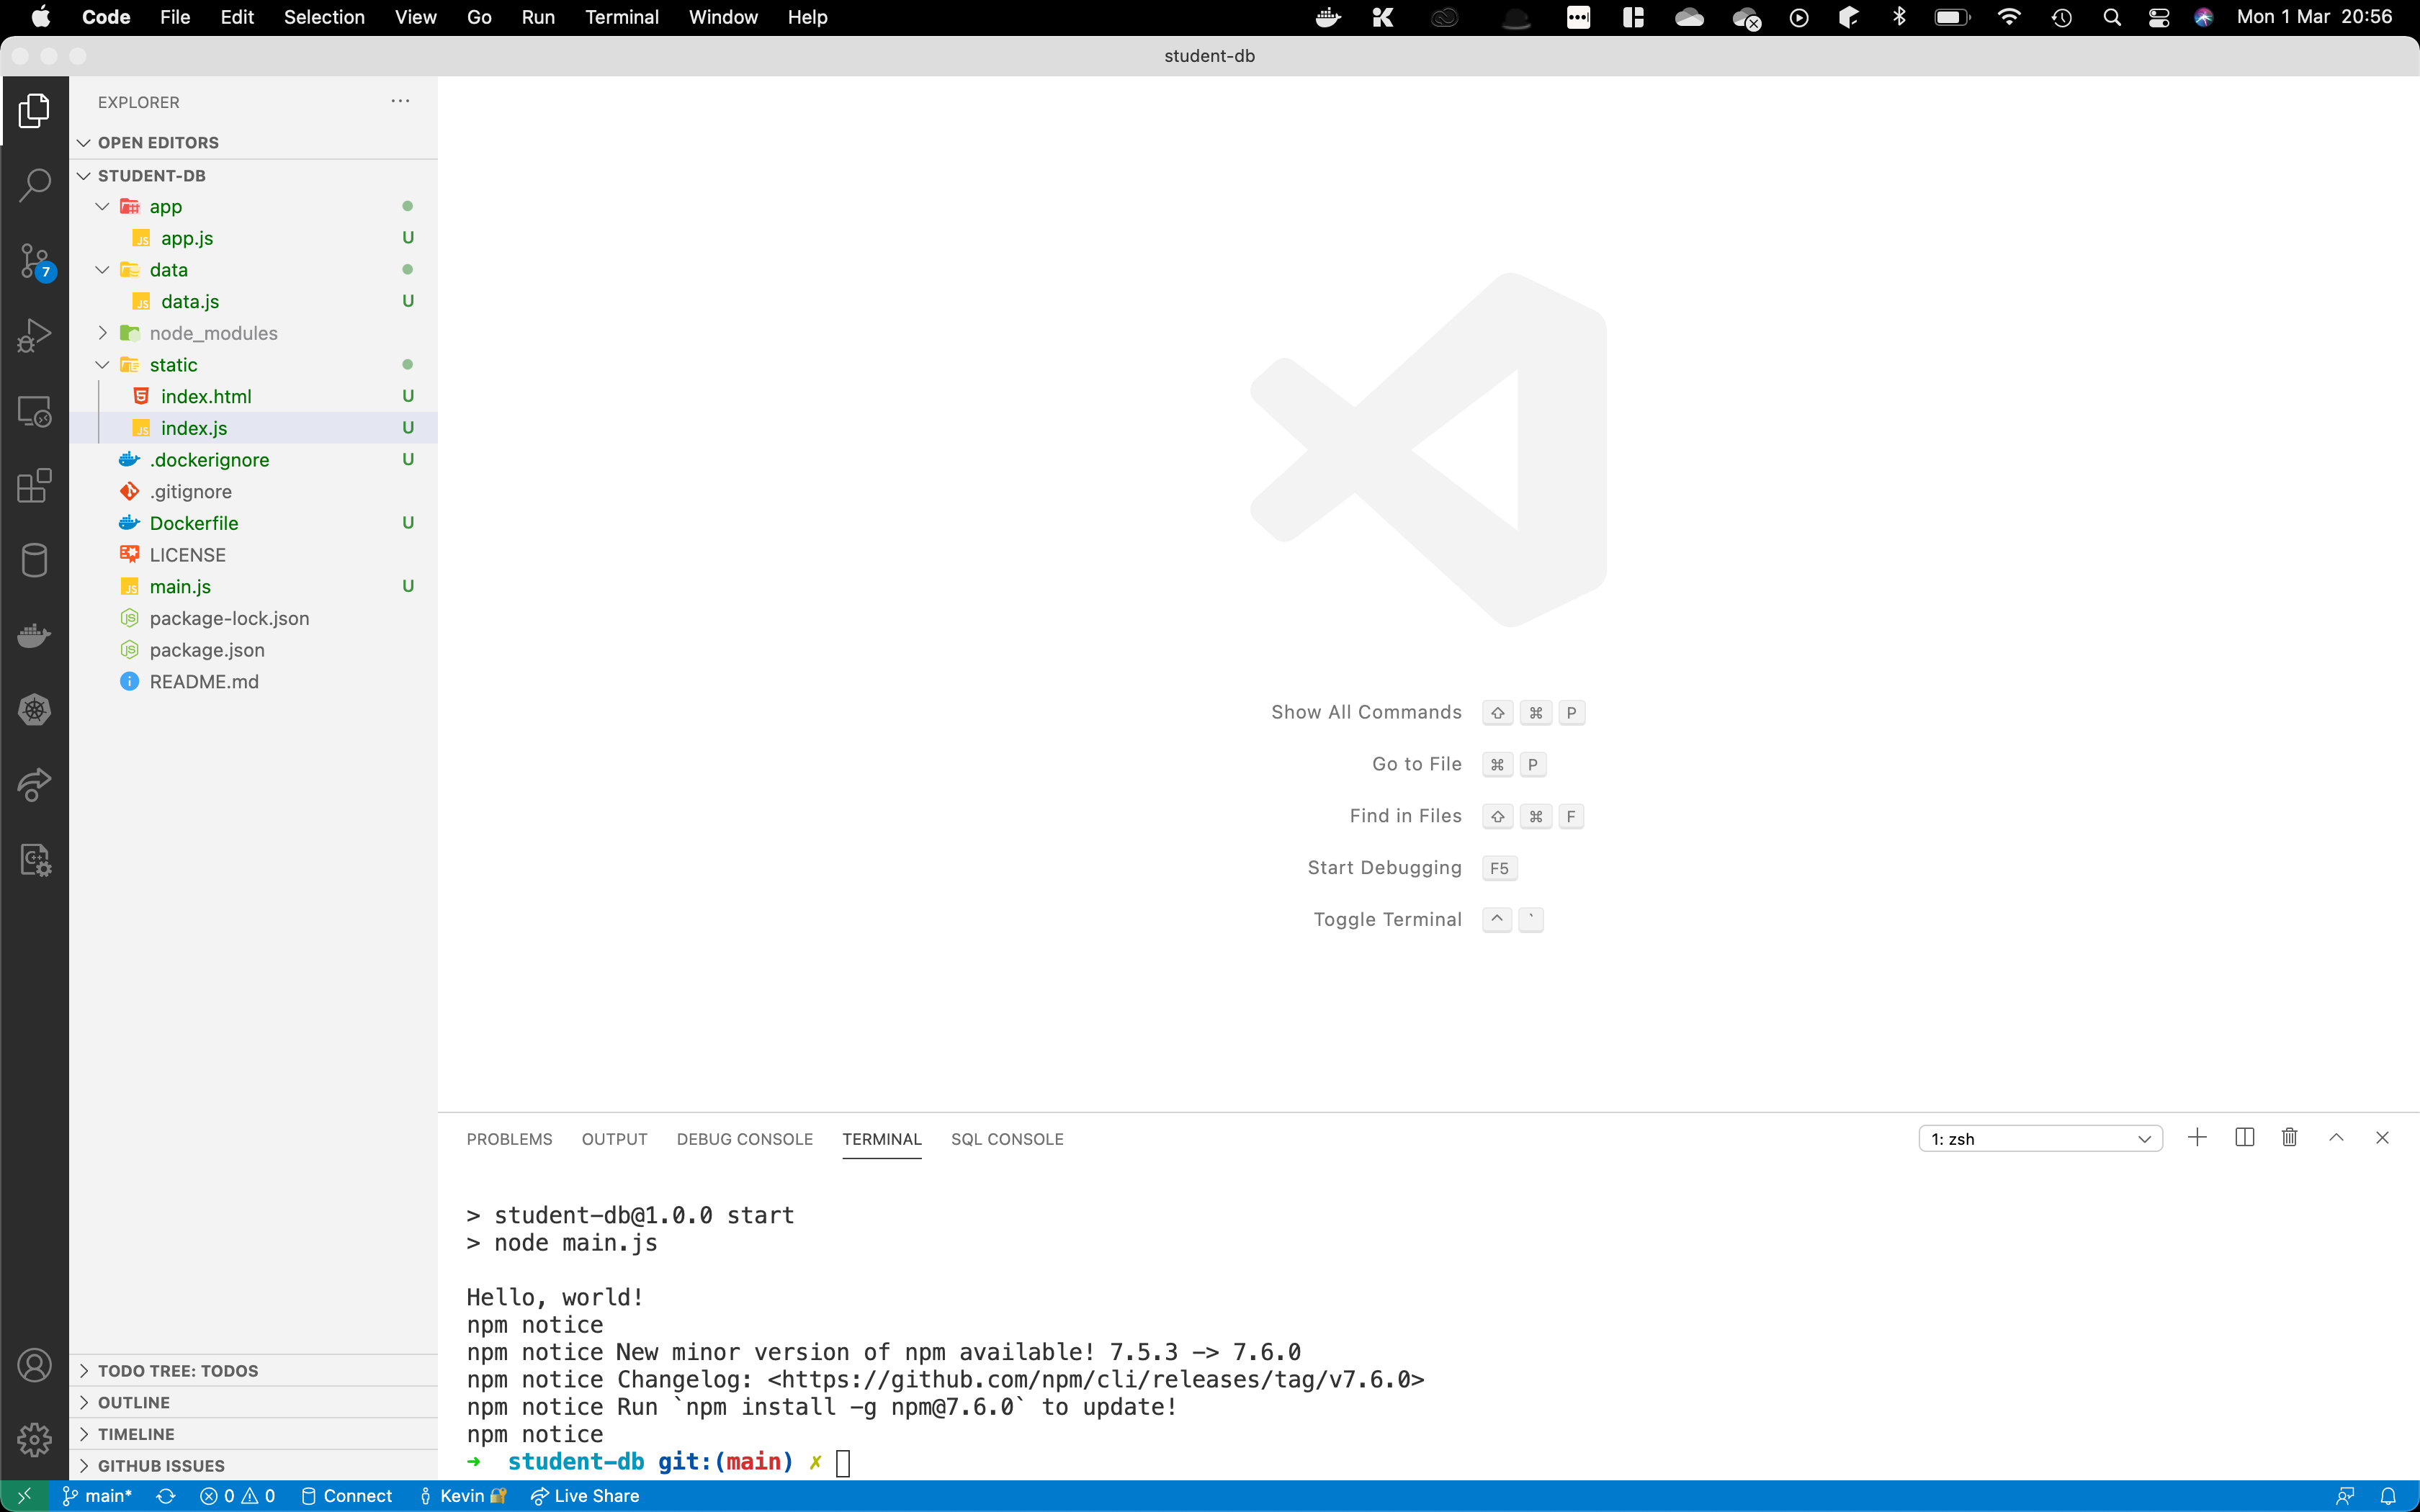 Code File Edit Selection View Go Run Terminal Window Help Mon 1 Mar 20:56
student-db
EXPLORER
OPEN EDITORS
STUDENT-DB
app
app.js U
data
data.js U
node_modules
static
index.html U
index.js U
.dockerignore U
.gitignore
Dockerfile U
LICENSE
main.js U
package-lock.json
package.json
README.md
7
TODO TREE: TODOS
OUTLINE
TIMELINE
GITHUB ISSUES
Show All Commands ⇧ ⌘ P
Go to File ⌘ P
Find in Files ⇧ ⌘ F
Start Debugging F5
Toggle Terminal ^ `
PROBLEMS OUTPUT DEBUG CONSOLE TERMINAL SQL CONSOLE 1: zsh
> student-db@1.0.0 start
> node main.js
Hello, world!
npm notice
npm notice New minor version of npm available! 7.5.3 -> 7.6.0
npm notice Changelog: <https://github.com/npm/cli/releases/tag/v7.6.0>
npm notice Run `npm install -g npm@7.6.0` to update!
npm notice
➜ student-db git:(main) ✗
main* 0 0 Connect Kevin Live Share